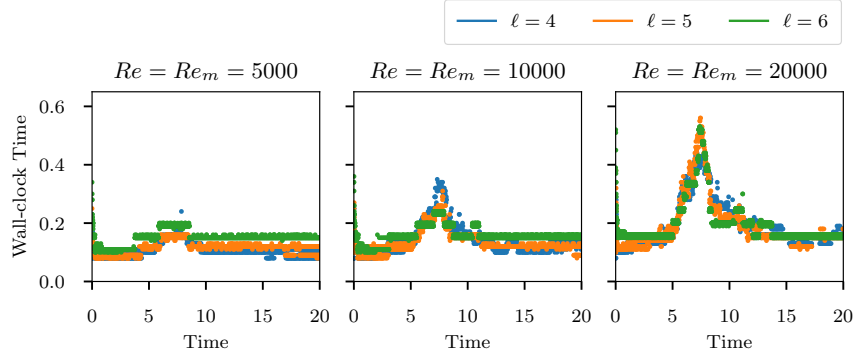 ℓ = 4 ℓ = 5 ℓ = 6
Re = Re_m = 5000 Re = Re_m = 10000 Re = Re_m = 20000
Wall-clock Time
0.6
0.4
0.2
0.0
0 5 10 15 20 0 5 10 15 20 0 5 10 15 20
Time Time Time